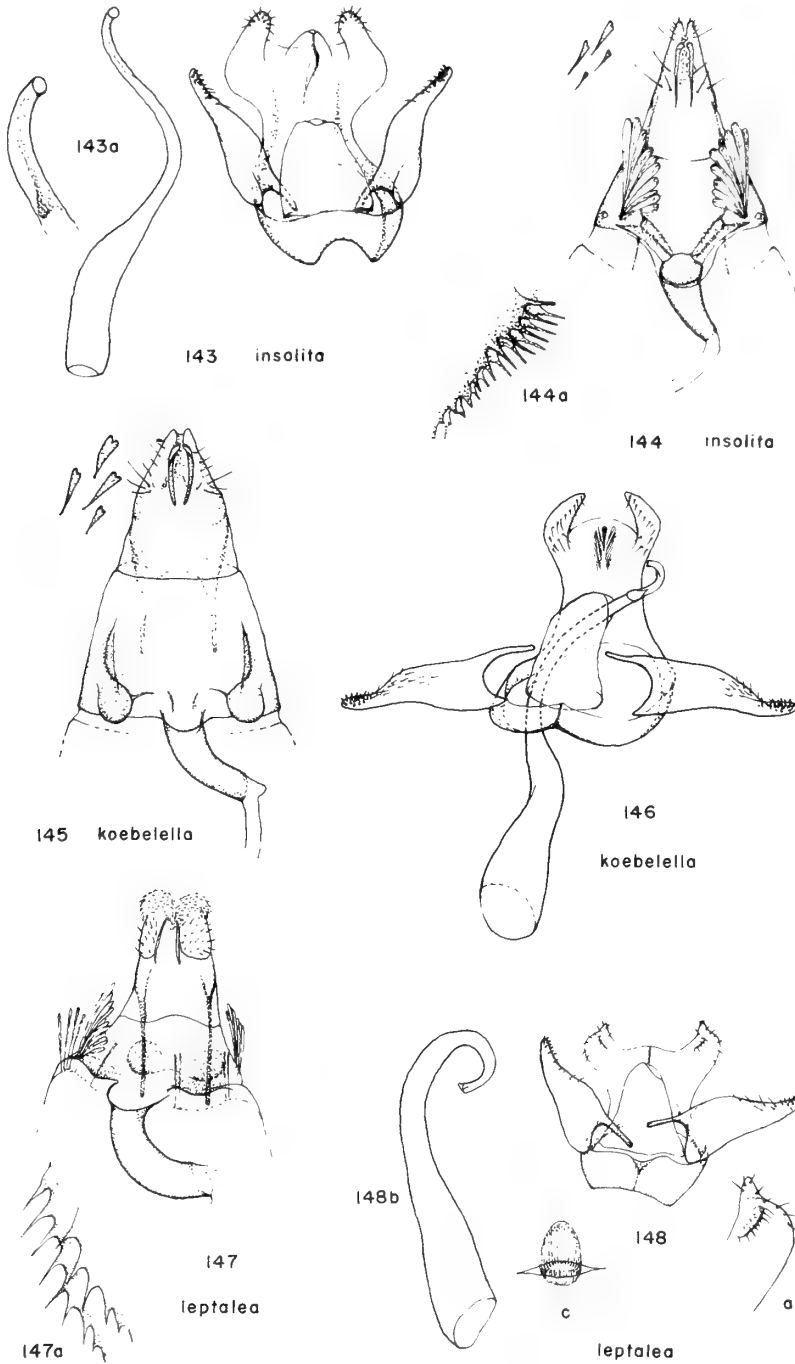 143a
143 insolita
144a
144 insolita
145 koebelella
146
koebelella
147
leptalea
147a
148b
148
c
a
leptalea